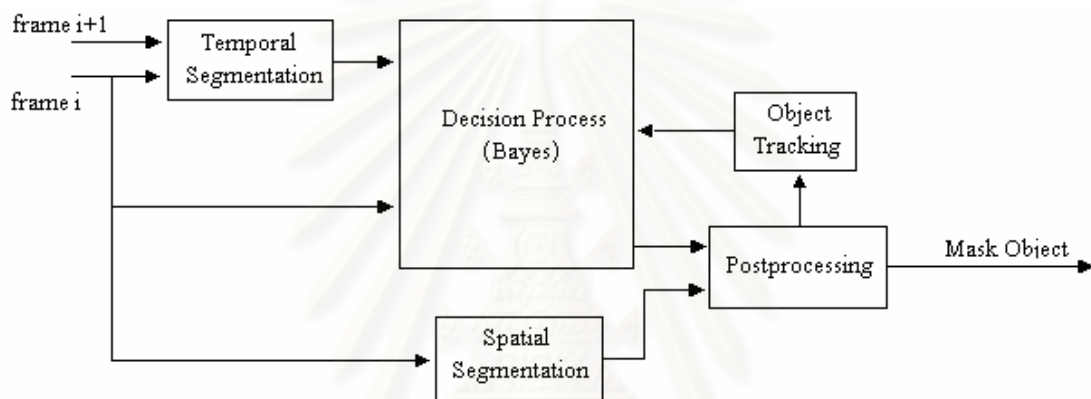 frame i+1
frame i
Temporal
Segmentation
Decision Process
(Bayes)
Object
Tracking
Postprocessing
Mask Object
Spatial
Segmentation